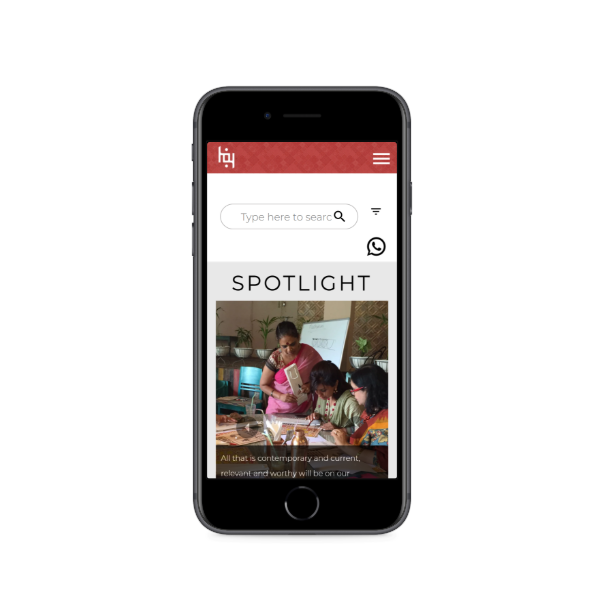 Type here to searc
SPOTLIGHT
All that is contemporary and current,
relevant and worthy will be on our